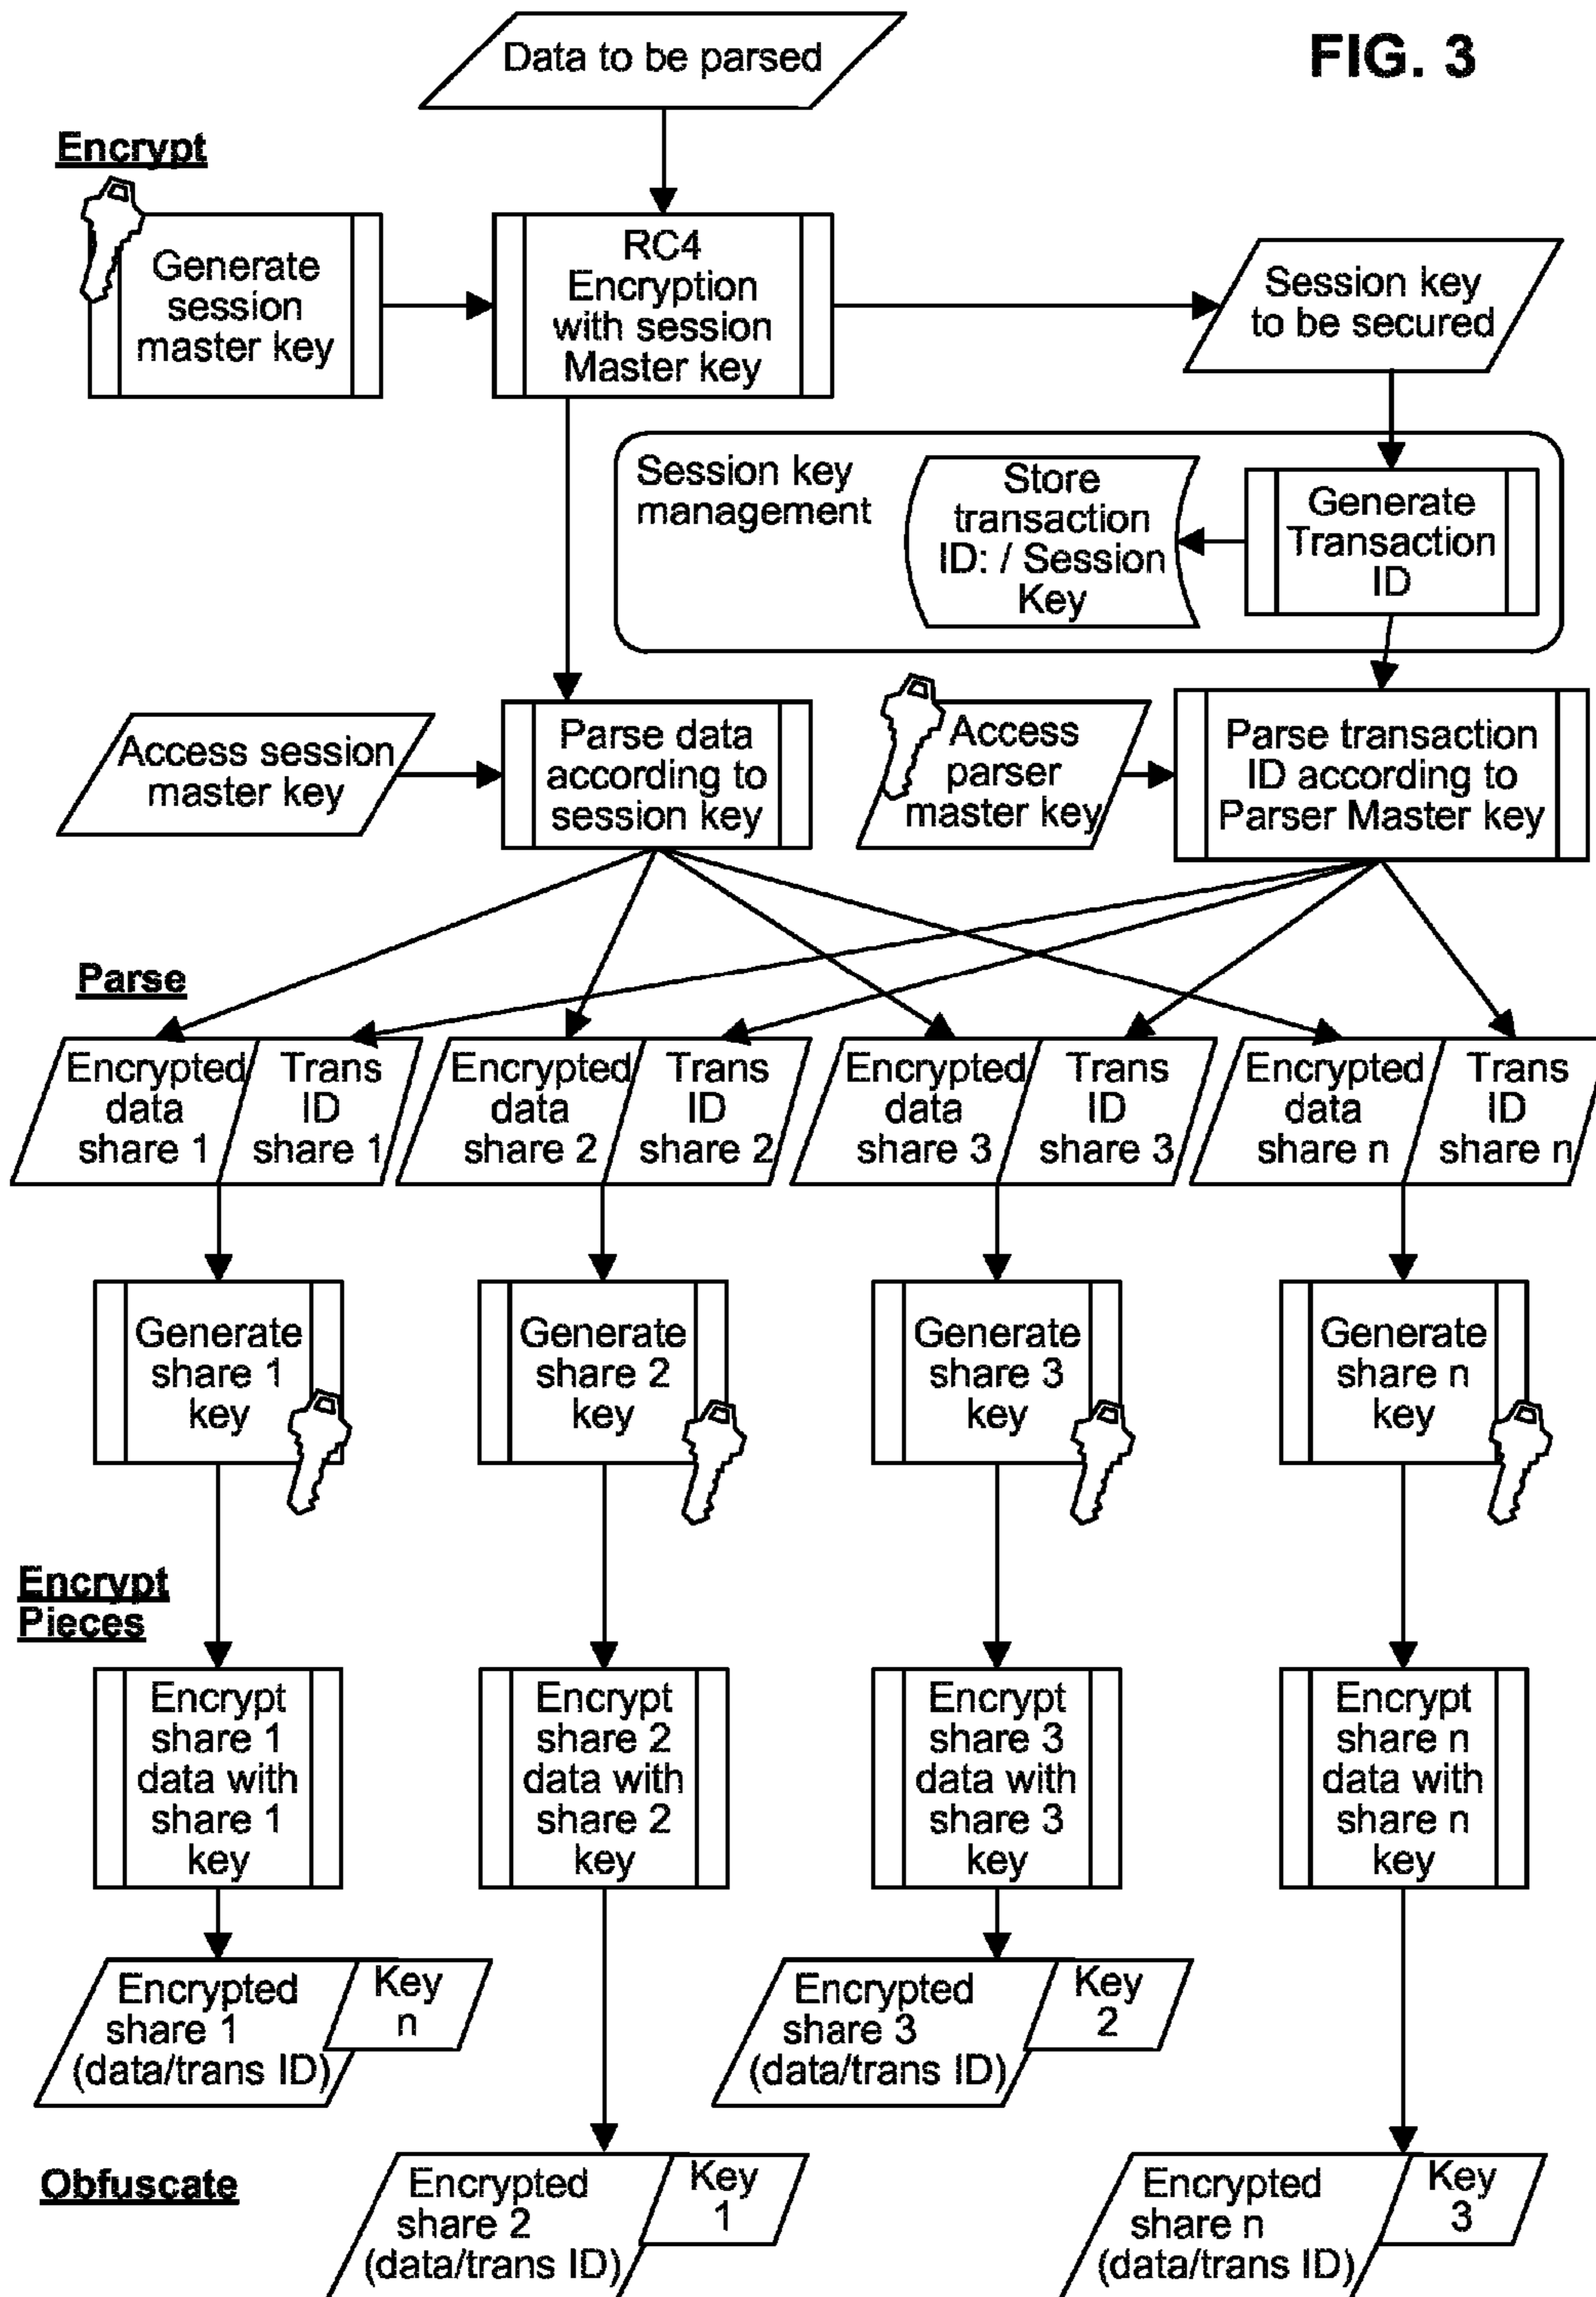 FIG. 3
Data to be parsed
Encrypt
Generate
session
master key
RC4
Encryption
with session
Master key
Session key
to be secured
Session key
management
Store
transaction
ID: / Session
Key
Generate
Transaction
ID
Access session
master key
Parse data
according to
session key
Access
parser
master key
Parse transaction
ID according to
Parser Master key
Parse
Encrypted
data
share 1
Trans
ID
share 1
Encrypted
data
share 2
Trans
ID
share 2
Encrypted
data
share 3
Trans
ID
share 3
Encrypted
data
share n
Trans
ID
share n
Generate
share 1
key
Generate
share 2
key
Generate
share 3
key
Generate
share n
key
Encrypt
Pieces
Encrypt
share 1
data with
share 1
key
Encrypt
share 2
data with
share 2
key
Encrypt
share 3
data with
share 3
key
Encrypt
share n
data with
share n
key
Encrypted
share 1
(data/trans ID)
Key
n
Encrypted
share 3
(data/trans ID)
Key
2
Obfuscate
Encrypted
share 2
(data/trans ID)
Key
1
Encrypted
share n
(data/trans ID)
Key
3